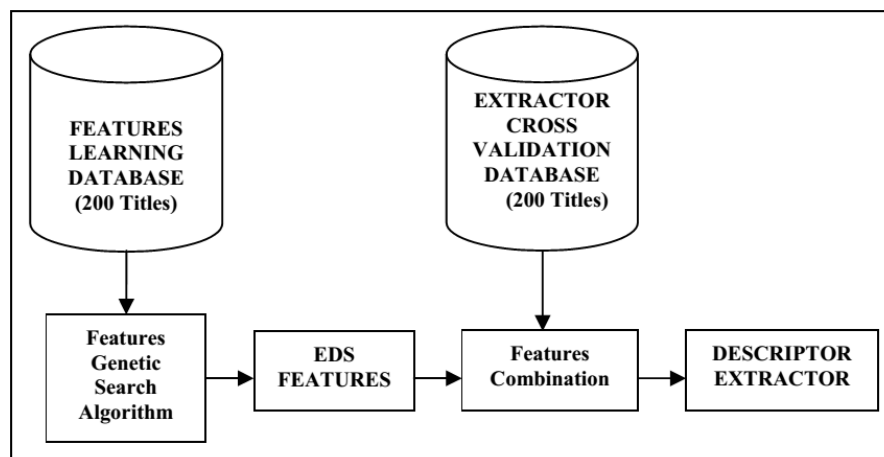 FEATURES
LEARNING
DATABASE
(200 Titles)
EXTRACTOR
CROSS
VALIDATION
DATABASE
(200 Titles)
Features
Genetic
Search
Algorithm
EDS
FEATURES
Features
Combination
DESCRIPTOR
EXTRACTOR